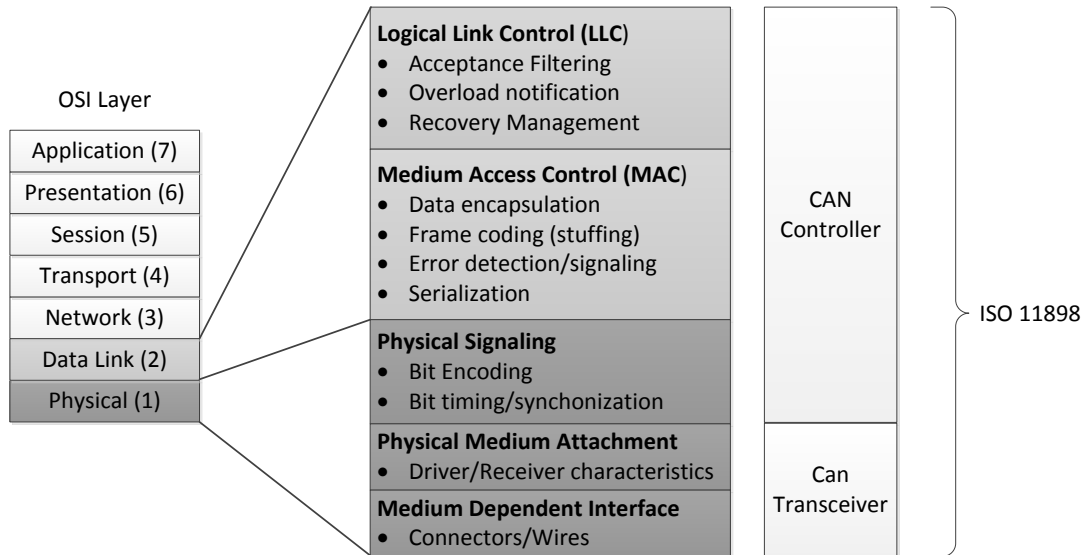 OSI Layer
Application (7)
Presentation (6)
Session (5)
Transport (4)
Network (3)
Data Link (2)
Physical (1)
Logical Link Control (LLC)
• Acceptance Filtering
• Overload notification
• Recovery Management
Medium Access Control (MAC)
• Data encapsulation
• Frame coding (stuffing)
• Error detection/signaling
• Serialization
Physical Signaling
• Bit Encoding
• Bit timing/synchonization
Physical Medium Attachment
• Driver/Receiver characteristics
Medium Dependent Interface
• Connectors/Wires
CAN
Controller
Can
Transceiver
ISO 11898